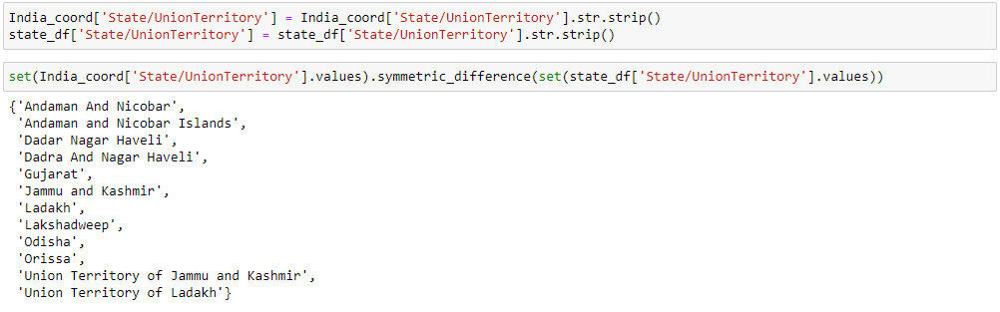 India_coord['State/UnionTerritory'] = India_coord['State/UnionTerritory'].str.strip()
state_df['State/UnionTerritory'] = state_df['State/UnionTerritory'].str.strip()
set(India_coord['State/UnionTerritory'].values).symmetric_difference(set(state_df['State/UnionTerritory'].values))
{'Andaman And Nicobar',
'Andaman and Nicobar Islands',
'Dadar Nagar Haveli',
'Dadra And Nagar Haveli',
'Gujarat',
'Jammu and Kashmir',
'Ladakh',
'Lakshadweep',
'Odisha',
'Orissa',
'Union Territory of Jammu and Kashmir',
'Union Territory of Ladakh'}